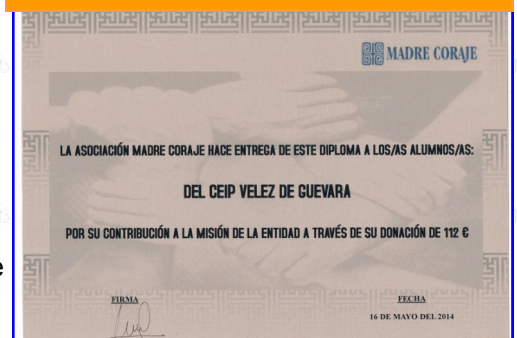 MADRE CORAJE
LA ASOCIACIÓN MADRE CORAJE HACE ENTREGA DE ESTE DIPLOMA A LOS/AS ALUMNOS/AS:
DEL CEIP VELEZ DE GUEVARA
POR SU CONTRIBUCIÓN A LA MISIÓN DE LA ENTIDAD A TRAVÉS DE SU DONACIÓN DE 112 €
e
FIRMA
FECHA
16 DE MAYO DEL 2014